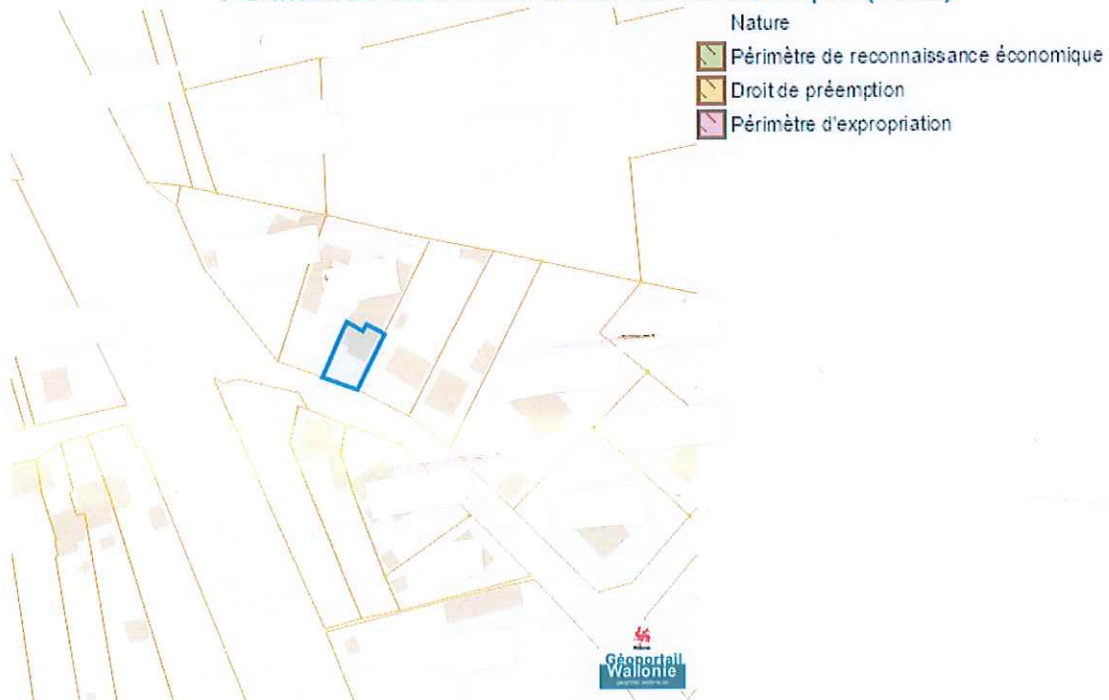 Nature
Périmètre de reconnaissance économique
Droit de préemption
Périmètre d'expropriation
Géoportail
Wallonie